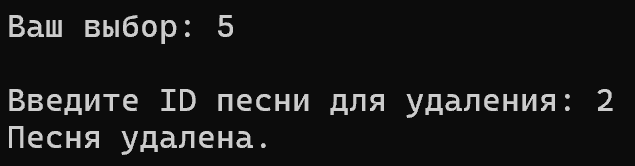 Ваш выбор: 5
Введите ID песни для удаления: 2
Песня удалена.